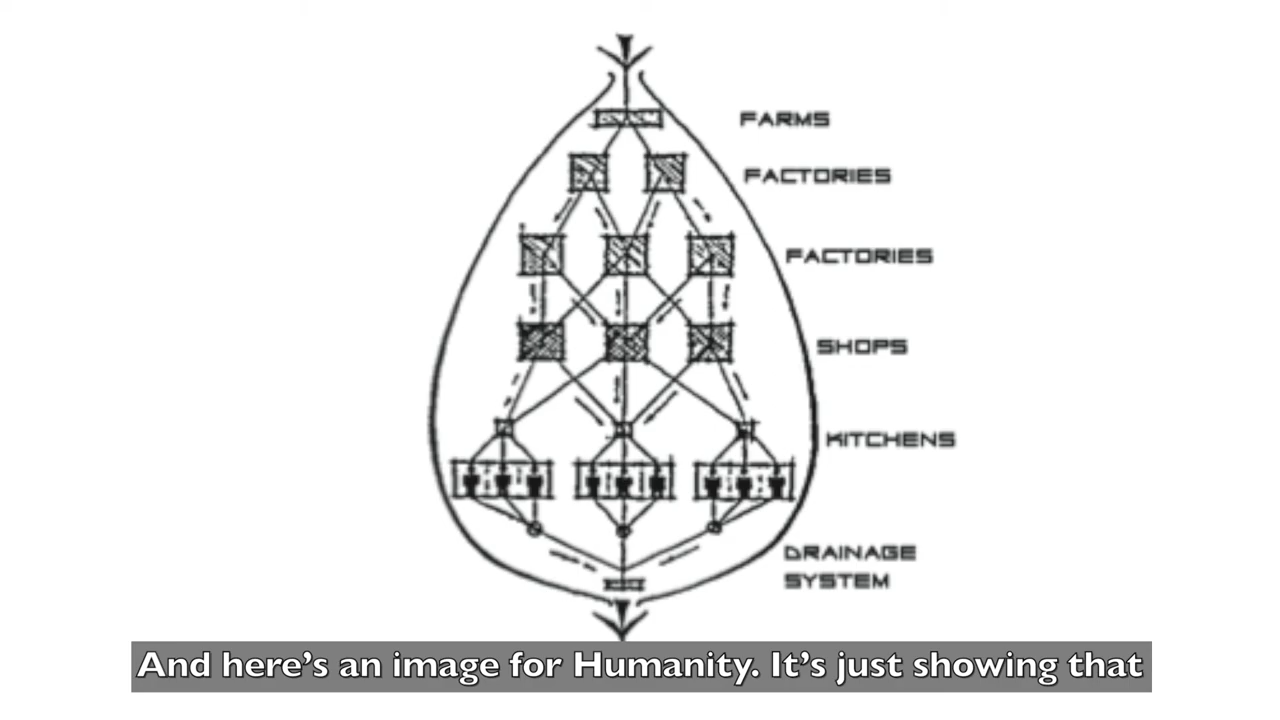 FARMS
FACTORIES
FACTORIES
SHOPS
KITCHENS
DRAINAGE
SYSTEM
And here's an image for Humanity. It's just showing that